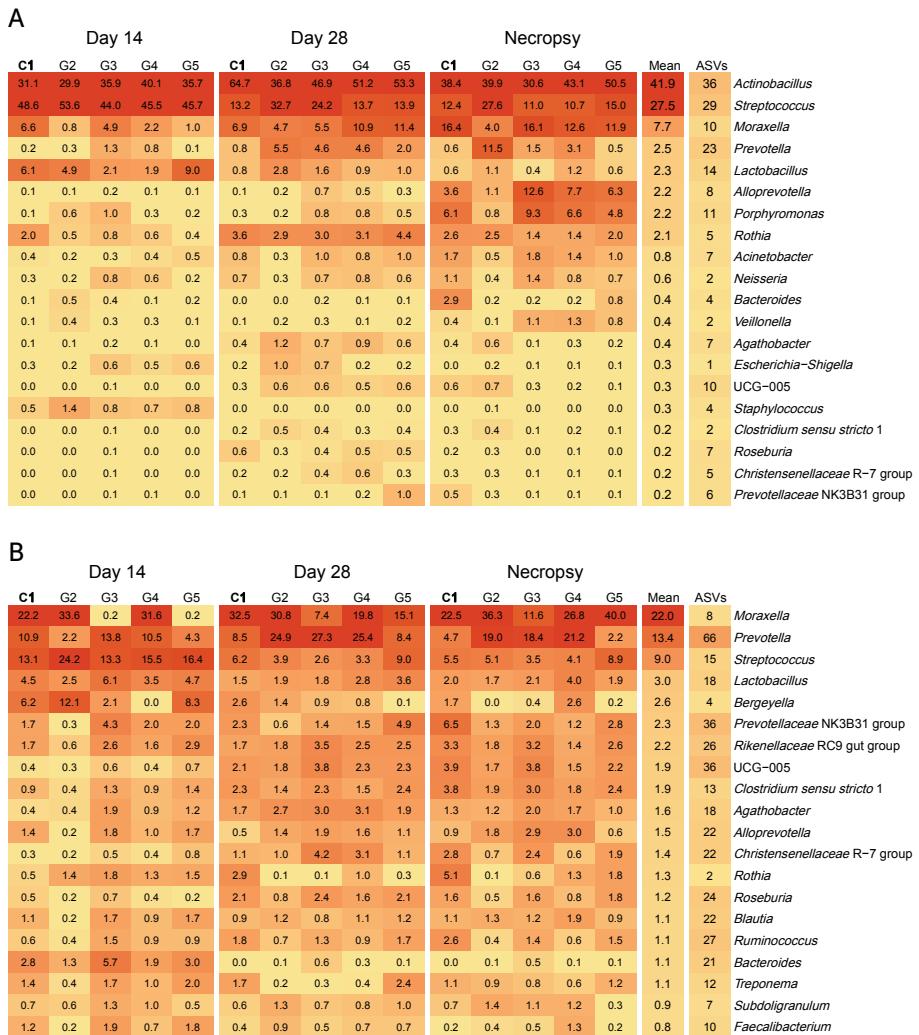 A
Day 14 Day 28 Necropsy
C1 G2 G3 G4 G5 C1 G2 G3 G4 G5 C1 G2 G3 G4 G5 Mean ASVs
31.1 29.9 35.9 40.1 35.7 64.7 36.8 46.9 51.2 53.3 38.4 39.9 30.6 43.1 50.5 41.9 36 Actinobacillus
48.6 53.6 44.0 45.5 45.7 13.2 32.7 24.2 13.7 13.9 12.4 27.6 11.0 10.7 15.0 27.5 29 Streptococcus
6.6 0.8 4.9 2.2 1.0 6.9 4.7 5.5 10.9 11.4 16.4 4.0 16.1 12.6 11.9 7.7 10 Moraxella
0.2 0.3 1.3 0.8 0.1 0.8 5.5 4.6 4.6 2.0 0.6 11.5 1.5 3.1 0.5 2.5 23 Prevotella
6.1 4.9 2.1 1.9 9.0 0.8 2.8 1.6 0.9 1.0 0.6 1.1 0.4 1.2 0.6 2.3 14 Lactobacillus
0.1 0.1 0.2 0.1 0.1 0.1 0.2 0.7 0.5 0.3 3.6 1.1 12.6 7.7 6.3 2.2 8 Alloprevotella
0.1 0.6 1.0 0.3 0.2 0.3 0.2 0.8 0.8 0.5 6.1 0.8 9.3 6.6 4.8 2.2 11 Porphyromonas
2.0 0.5 0.8 0.6 0.4 3.6 2.9 3.0 3.1 4.4 2.6 2.5 1.4 1.4 2.0 2.1 5 Rothia
0.4 0.2 0.3 0.4 0.5 0.8 0.3 1.0 0.8 1.0 1.7 0.5 1.8 1.4 1.0 0.8 7 Acinetobacter
0.3 0.2 0.8 0.6 0.2 0.7 0.3 0.7 0.8 0.6 1.1 0.4 1.4 0.8 0.7 0.6 2 Neisseria
0.1 0.5 0.4 0.1 0.2 0.0 0.0 0.2 0.1 0.1 2.9 0.2 0.2 0.2 0.8 0.4 4 Bacteroides
0.1 0.4 0.3 0.3 0.1 0.1 0.2 0.3 0.1 0.2 0.4 0.1 1.1 1.3 0.8 0.4 2 Veillonella
0.1 0.1 0.2 0.1 0.1 0.4 1.2 0.7 0.9 0.6 0.4 0.6 0.1 0.3 0.2 0.4 7 Agathobacter
0.3 0.2 0.6 0.5 0.6 0.2 1.0 0.7 0.2 0.2 0.2 0.0 0.1 0.1 0.1 0.3 1 Escherichia−Shigella
0.0 0.0 0.1 0.0 0.0 0.3 0.6 0.6 0.5 0.6 0.6 0.7 0.3 0.2 0.1 0.3 10 UCG−005
0.5 1.4 0.8 0.7 0.8 0.0 0.0 0.0 0.0 0.0 0.0 0.1 0.0 0.0 0.0 0.3 4 Staphylococcus
0.0 0.0 0.1 0.0 0.0 0.2 0.5 0.4 0.3 0.4 0.3 0.4 0.1 0.2 0.1 0.2 2 Clostridium sensu stricto 1
0.0 0.0 0.1 0.0 0.0 0.6 0.3 0.4 0.5 0.5 0.2 0.3 0.0 0.1 0.1 0.2 7 Roseburia
0.0 0.0 0.1 0.0 0.0 0.2 0.2 0.4 0.6 0.3 0.3 0.3 0.1 0.1 0.1 0.2 5 Christensenellaceae R−7 group
0.0 0.0 0.1 0.1 0.0 0.1 0.1 0.1 0.2 1.0 0.5 0.3 0.1 0.1 0.1 0.2 6 Prevotellaceae NK3B31 group
B
Day 14 Day 28 Necropsy
C1 G2 G3 G4 G5 C1 G2 G3 G4 G5 C1 G2 G3 G4 G5 Mean ASVs
22.2 33.6 0.2 31.6 0.2 32.5 30.8 7.4 19.8 15.1 22.5 36.3 11.6 26.8 40.0 22.0 8 Moraxella
10.9 2.2 13.8 10.5 4.3 8.5 24.9 27.3 25.4 8.4 4.7 19.0 18.4 21.2 2.2 13.4 66 Prevotella
13.1 24.2 13.3 15.5 16.4 6.2 3.9 2.6 3.3 9.0 5.5 5.1 3.5 4.1 8.9 9.0 15 Streptococcus
4.5 2.5 6.1 3.5 4.7 1.5 1.9 1.8 2.8 3.6 2.0 1.7 2.1 4.0 1.9 3.0 18 Lactobacillus
6.2 12.1 2.1 0.0 8.3 2.6 1.4 0.9 0.8 0.1 1.7 0.0 0.4 2.6 0.2 2.6 4 Bergeyella
1.7 0.3 4.3 2.0 2.0 2.3 0.6 1.4 1.5 4.9 6.5 1.3 2.0 1.2 2.8 2.3 36 Prevotellaceae NK3B31 group
1.7 0.6 2.6 1.6 2.9 1.7 1.8 3.5 2.5 2.5 3.3 1.8 3.2 1.4 2.6 2.2 26 Rikenellaceae RC9 gut group
0.4 0.3 0.6 0.4 0.7 2.1 1.8 3.8 2.3 2.3 3.9 1.7 3.8 1.5 2.2 1.9 36 UCG−005
0.9 0.4 1.3 0.9 1.4 2.3 1.4 2.3 1.5 2.4 3.8 1.9 3.0 1.8 2.4 1.9 13 Clostridium sensu stricto 1
0.4 0.4 1.9 0.9 1.2 1.7 2.7 3.0 3.1 1.9 1.3 1.2 2.0 1.7 1.0 1.6 18 Agathobacter
1.4 0.2 1.8 1.0 1.7 0.5 1.4 1.9 1.6 1.1 0.9 1.8 2.9 3.0 0.6 1.5 22 Alloprevotella
0.3 0.2 0.5 0.4 0.8 1.1 1.0 4.2 3.1 1.1 2.8 0.7 2.4 0.6 1.9 1.4 22 Christensenellaceae R−7 group
0.5 1.4 1.8 1.3 1.5 2.9 0.1 0.1 1.0 0.3 5.1 0.1 0.6 1.3 1.8 1.3 2 Rothia
0.5 0.2 0.7 0.4 0.2 2.1 0.8 2.4 1.6 2.1 1.6 0.5 1.6 0.8 1.8 1.2 24 Roseburia
1.1 0.2 1.7 0.9 1.7 0.9 1.2 0.8 1.1 1.2 1.1 1.3 1.2 1.9 0.9 1.1 22 Blautia
0.6 0.4 1.5 0.9 0.9 1.8 0.7 1.3 0.9 1.7 2.6 0.4 1.4 0.6 1.5 1.1 27 Ruminococcus
2.8 1.3 5.7 1.9 3.0 0.0 0.1 0.6 0.3 0.1 0.0 0.1 0.5 0.1 0.1 1.1 21 Bacteroides
1.4 0.4 1.7 1.0 2.0 1.7 0.2 0.3 0.4 2.4 1.1 0.9 0.8 0.6 1.2 1.1 12 Treponema
0.7 0.6 1.3 1.0 0.5 0.6 1.3 0.7 0.8 1.0 0.7 1.4 1.1 1.2 0.3 0.9 7 Subdoligranulum
1.2 0.2 1.9 0.7 1.8 0.4 0.9 0.5 0.7 0.7 0.2 0.4 0.5 1.3 0.2 0.8 10 Faecalibacterium